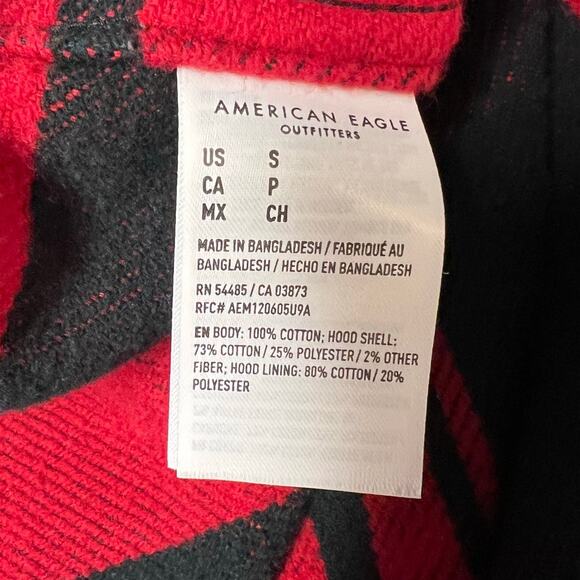 AMERICAN EAGLE
OUTFITTERS
US S
CA P
MX CH
MADE IN BANGLADESH / FABRIQUÉ AU
BANGLADESH / HECHO EN BANGLADESH
RN 54485 / CA 03873
RFC# AEM120605U9A
EN BODY: 100% COTTON; HOOD SHELL:
73% COTTON / 25% POLYESTER / 2% OTHER
FIBER; HOOD LINING: 80% COTTON / 20%
POLYESTER